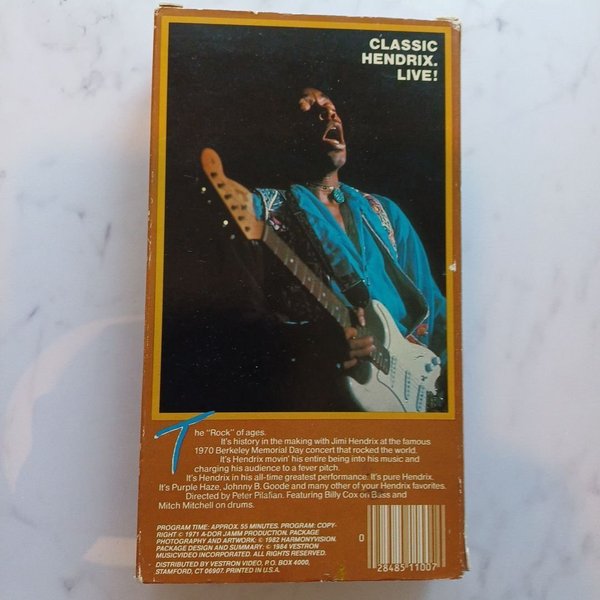 CLASSIC
HENDRIX.
LIVE!
The "Rock" of ages.
It's history in the making with Jimi Hendrix at the famous
1970 Berkeley Memorial Day concert that rocked the world.
It's Hendrix movin' his entire being into his music and
charging his audience to a fever pitch.
It's Hendrix in his all-time greatest performance. It's pure Hendrix.
It's Purple Haze, Johnny B. Goode and many other of your Hendrix favorites.
Directed by Peter Pilafian. Featuring Billy Cox on Bass and
Mitch Mitchell on drums.
PROGRAM TIME: APPROX. 55 MINUTES. PROGRAM: COPY-
RIGHT © 1971 A-DOR JAMM PRODUCTION. PACKAGE
PHOTOGRAPHY AND ARTWORK: © 1982 HARMONYVISION.
PACKAGE DESIGN AND SUMMARY: © 1984 VESTRON
MUSICVIDEO INCORPORATED. ALL RIGHTS RESERVED.
DISTRIBUTED BY VESTRON VIDEO, P.O. BOX 4000,
STAMFORD, CT 06907. PRINTED IN U.S.A.
0
28485 11007